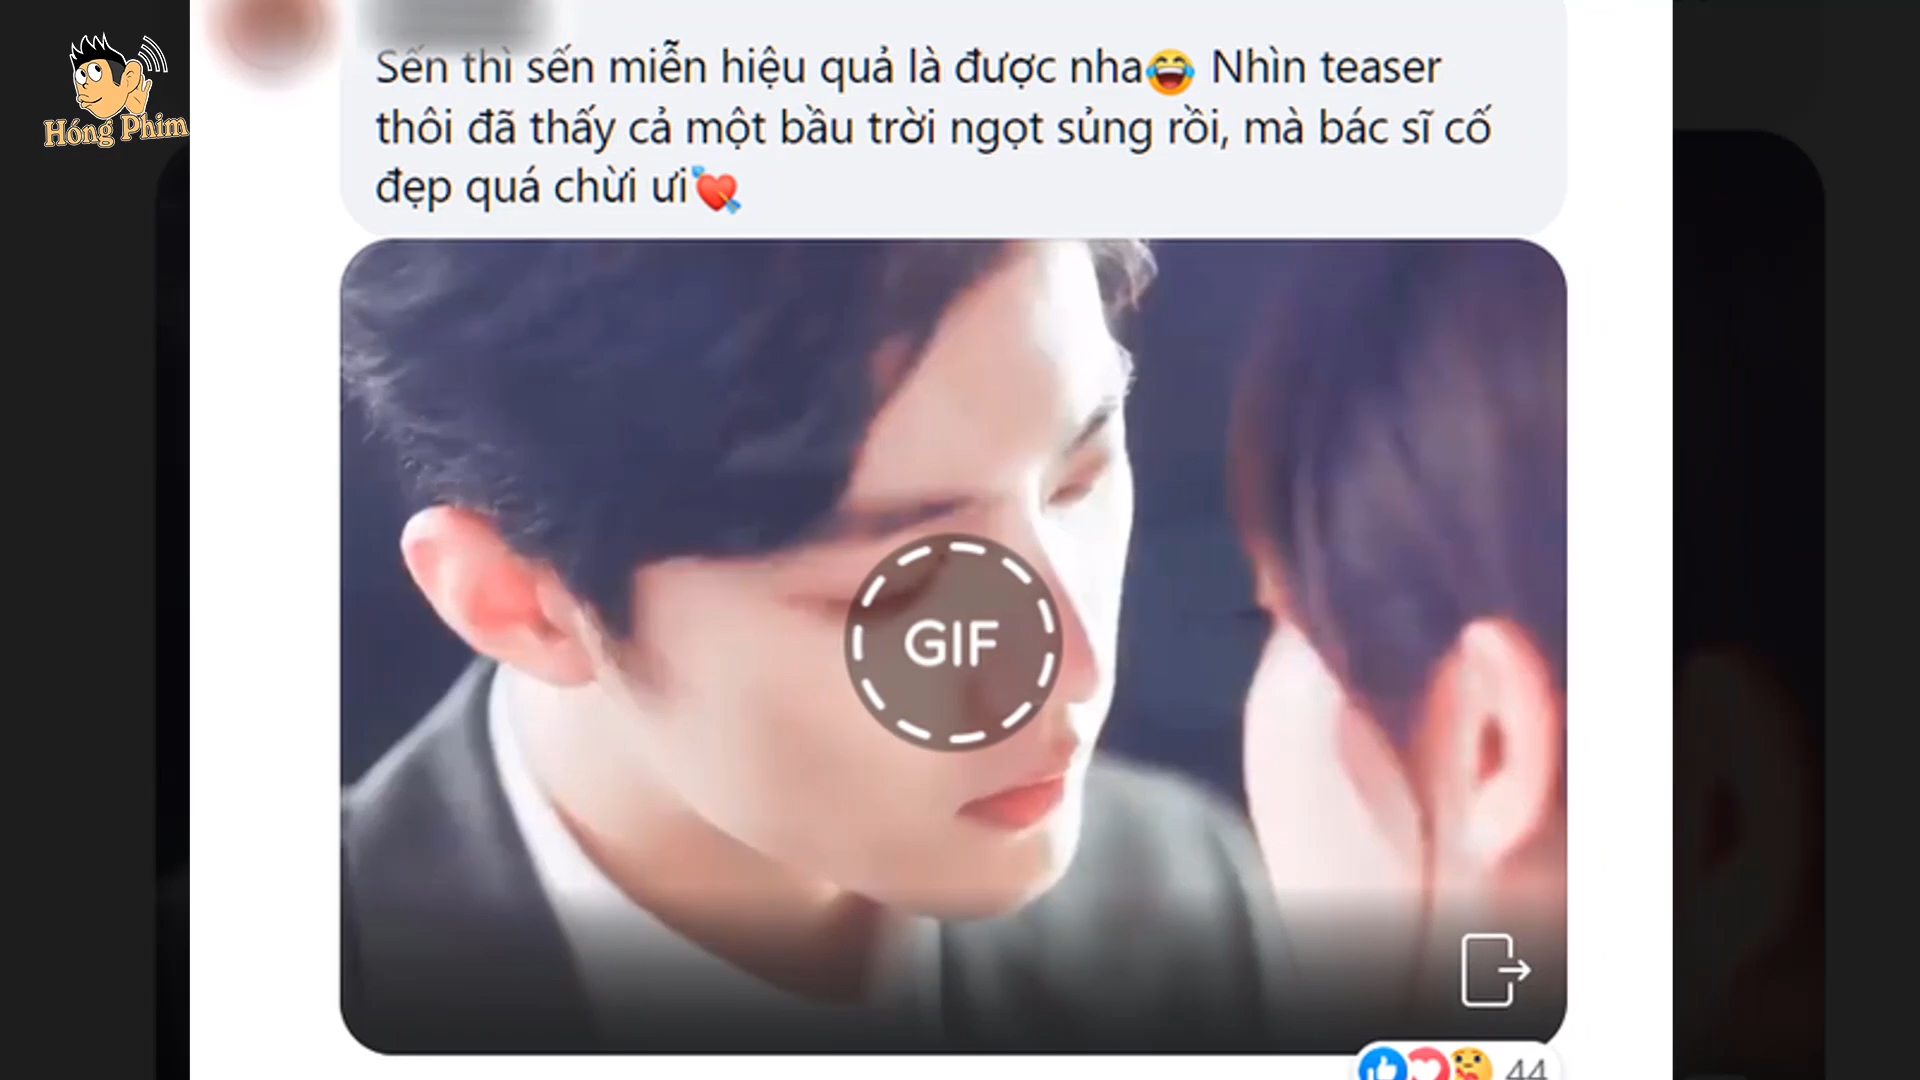 Hóng Phim
Sến thì sến miễn hiệu quả là được nha😂 Nhìn teaser
thôi đã thấy cả một bầu trời ngọt sủng rồi, mà bác sĩ cố
đẹp quá chừi ưi💘
GIF
44